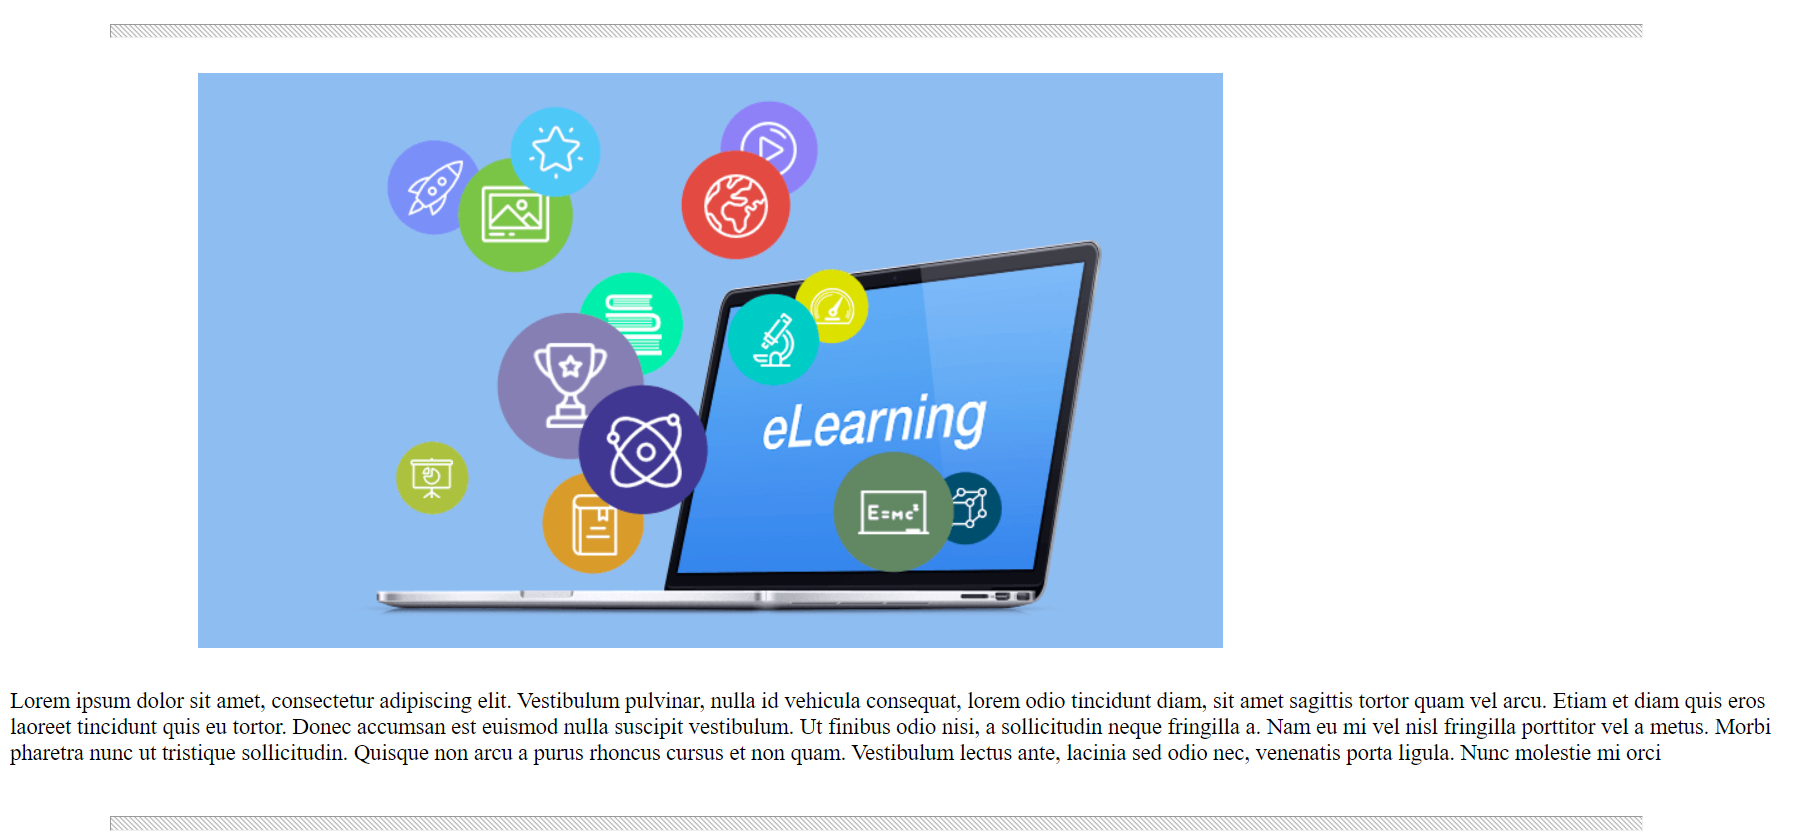 eLearning
E=mc²
Lorem ipsum dolor sit amet, consectetur adipiscing elit. Vestibulum pulvinar, nulla id vehicula consequat, lorem odio tincidunt diam, sit amet sagittis tortor quam vel arcu. Etiam et diam quis eros
laoreet tincidunt quis eu tortor. Donec accumsan est euismod nulla suscipit vestibulum. Ut finibus odio nisi, a sollicitudin neque fringilla a. Nam eu mi vel nisl fringilla porttitor vel a metus. Morbi
pharetra nunc ut tristique sollicitudin. Quisque non arcu a purus rhoncus cursus et non quam. Vestibulum lectus ante, lacinia sed odio nec, venenatis porta ligula. Nunc molestie mi orci